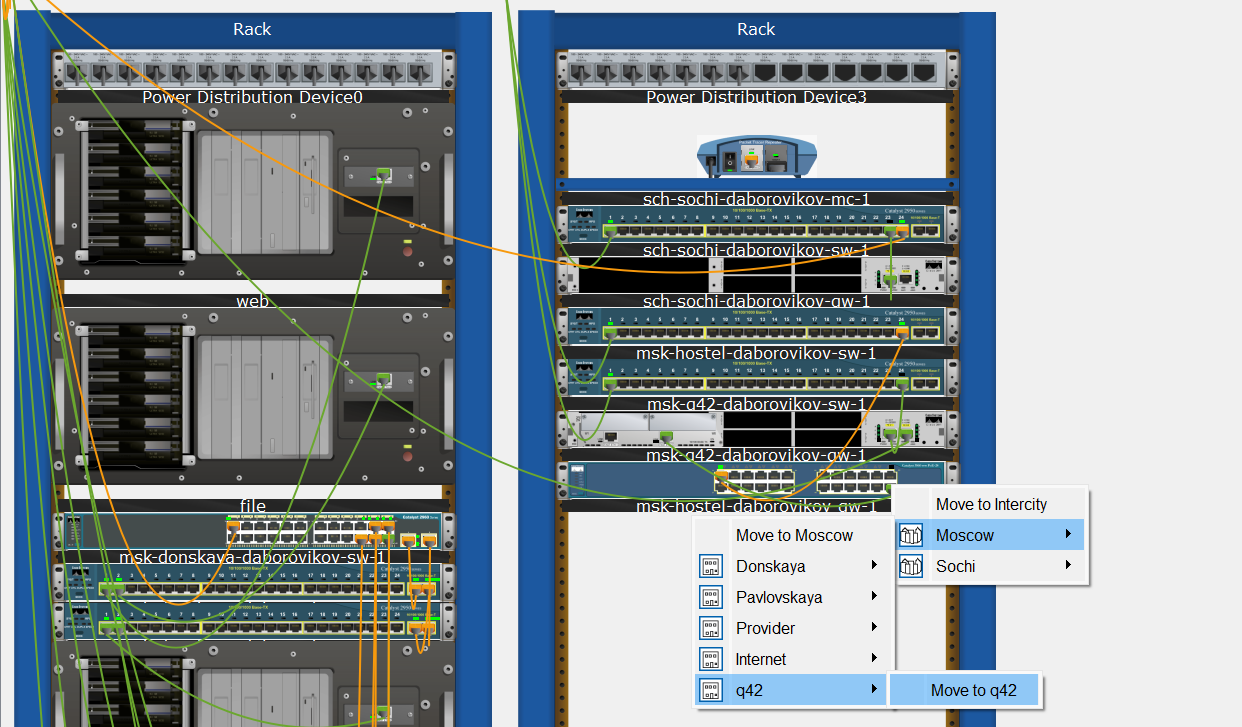 Rack
Power Distribution Device0
web
file
msk-donskaya-daborovikov-sw-1
Rack
Power Distribution Device3
sch-sochi-daborovikov-mc-1
sch-sochi-daborovikov-sw-1
sch-sochi-daborovikov-gw-1
msk-hostel-daborovikov-sw-1
msk-q42-daborovikov-sw-1
msk-q42-daborovikov-gw-1
msk-hostel-daborovikov-gw-1
Move to Intercity
Moscow
Sochi
Move to Moscow
Donskaya
Pavlovskaya
Provider
Internet
q42
Move to q42